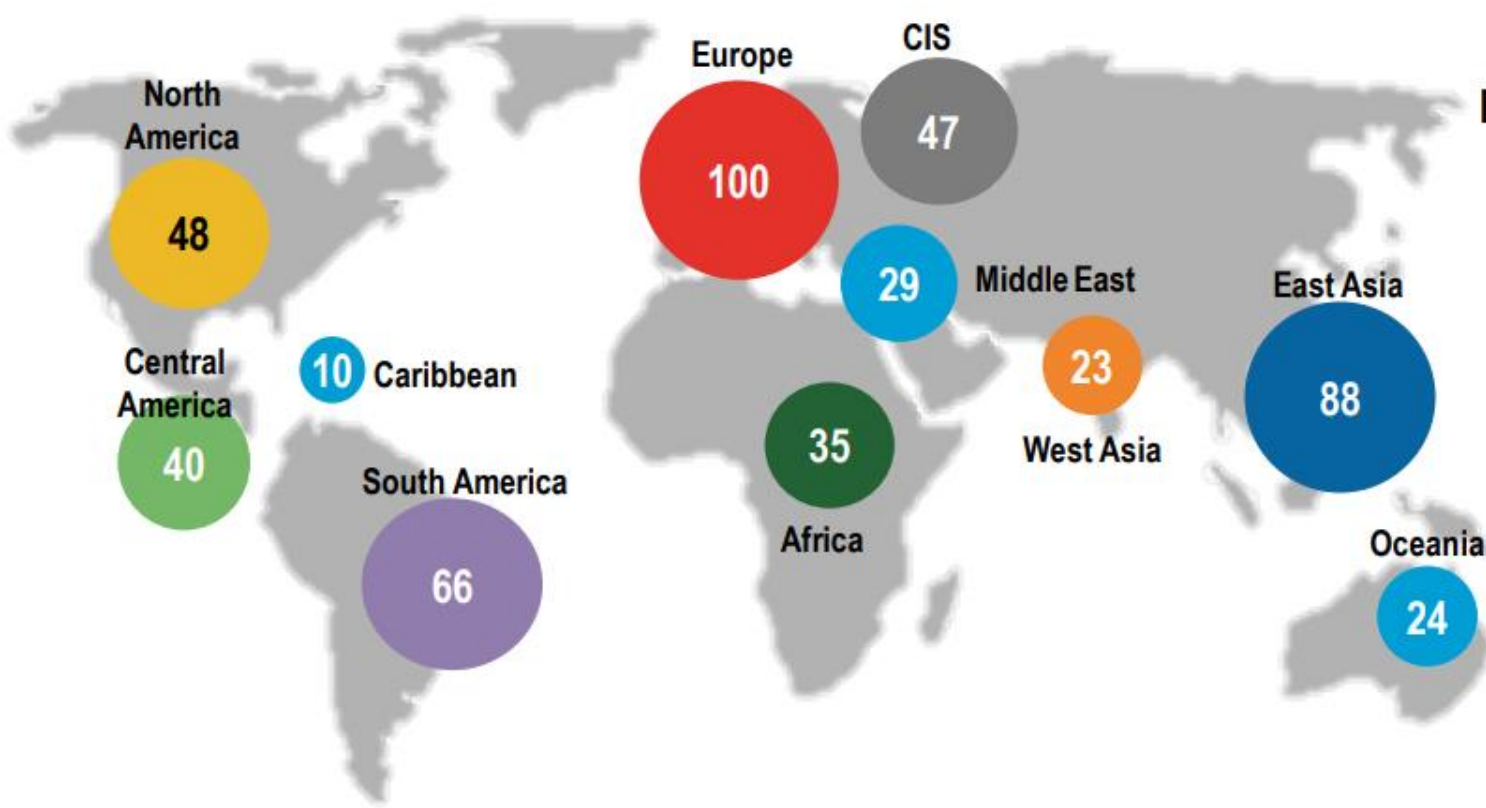 North
America
48
Central
America
40
10
Caribbean
South America
66
Europe
100
CIS
47
29
Middle East
23
West Asia
35
Africa
East Asia
88
Oceania
24